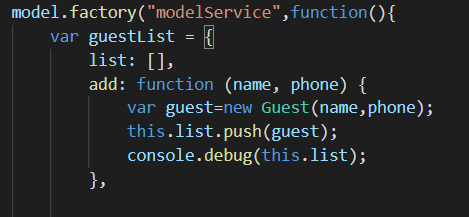 model.factory("modelService",function(){
    var guestList = {
        list: [],
        add: function (name, phone) {
            var guest=new Guest(name,phone);
            this.list.push(guest);
            console.debug(this.list);
        },